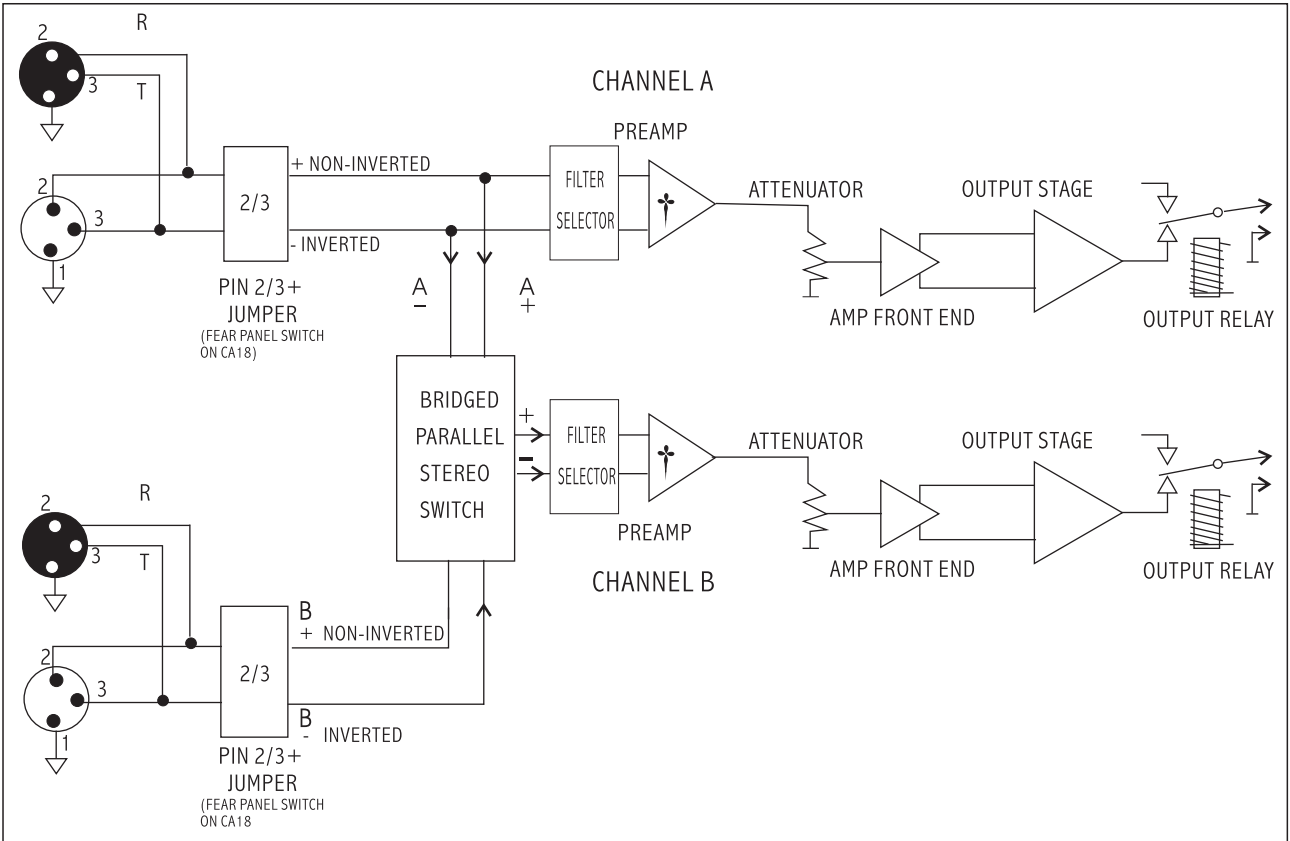 R
2
3
T
2
3
1
2/3
+ NON-INVERTED
- INVERTED
PIN 2/3+
JUMPER
(FEAR PANEL SWITCH
ON CA18)
A
-
A
+
CHANNEL A
PREAMP
FILTER
SELECTOR
ATTENUATOR
AMP FRONT END
OUTPUT STAGE
OUTPUT RELAY
BRIDGED
PARALLEL
STEREO
SWITCH
+
-
FILTER
SELECTOR
PREAMP
CHANNEL B
ATTENUATOR
AMP FRONT END
OUTPUT STAGE
OUTPUT RELAY
R
2
3
T
2
3
1
2/3
B
+ NON-INVERTED
B
- INVERTED
PIN 2/3+
JUMPER
(FEAR PANEL SWITCH
ON CA18